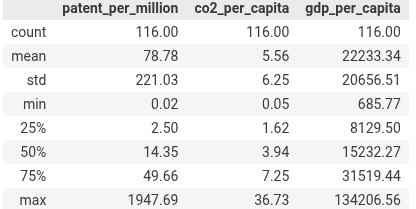 patent_per_million co2_per_capita gdp_per_capita
count 116.00 116.00 116.00
mean 78.78 5.56 22233.34
std 221.03 6.25 20656.51
min 0.02 0.05 685.77
25% 2.50 1.62 8129.50
50% 14.35 3.94 15232.27
75% 49.66 7.25 31519.44
max 1947.69 36.73 134206.56